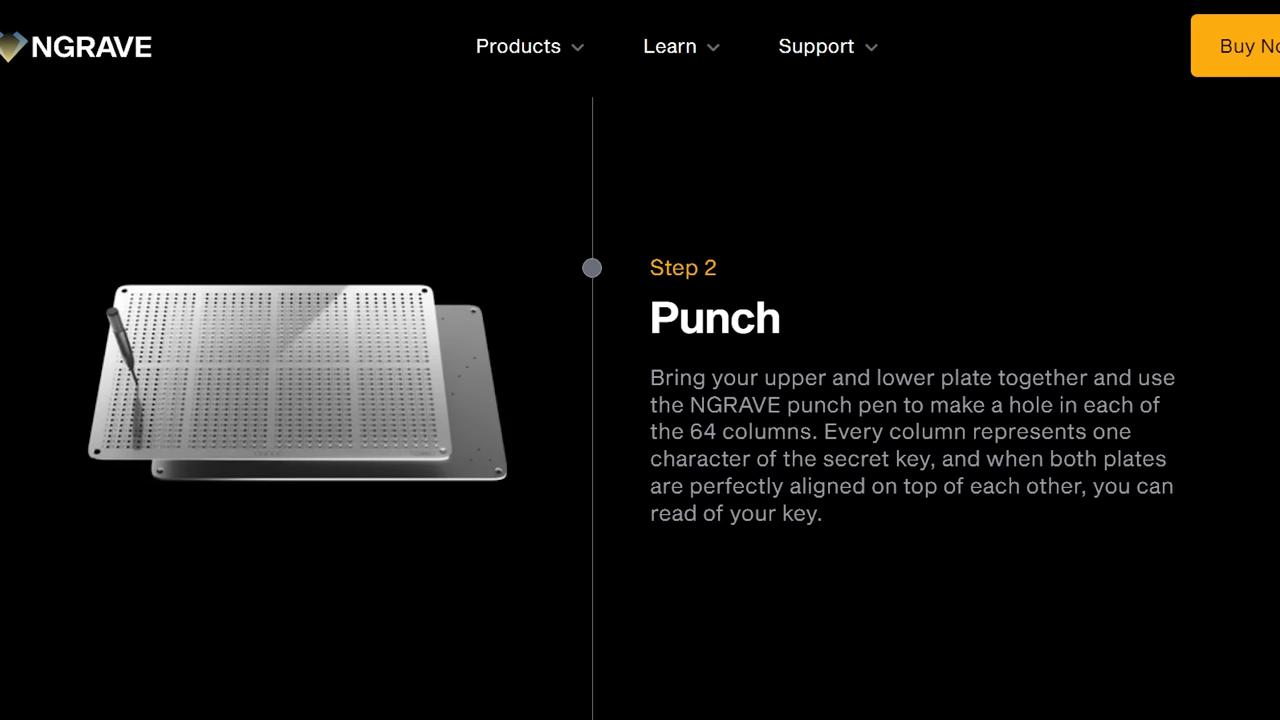 NGRAVE
Products
Learn
Support
Buy No
Step 2
Punch
Bring your upper and lower plate together and use
the NGRAVE punch pen to make a hole in each of
the 64 columns. Every column represents one
character of the secret key, and when both plates
are perfectly aligned on top of each other, you can
read of your key.